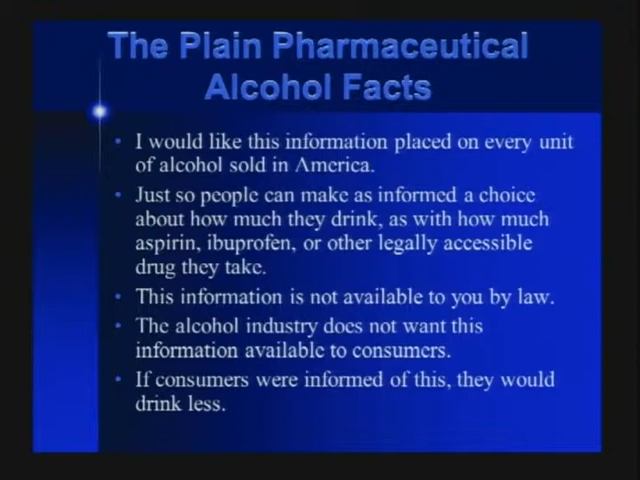 The Plain Pharmaceutical
Alcohol Facts
• I would like this information placed on every unit
of alcohol sold in America.
• Just so people can make as informed a choice
about how much they drink, as with how much
aspirin, ibuprofen, or other legally accessible
drug they take.
• This information is not available to you by law.
• The alcohol industry does not want this
information available to consumers.
• If consumers were informed of this, they would
drink less.